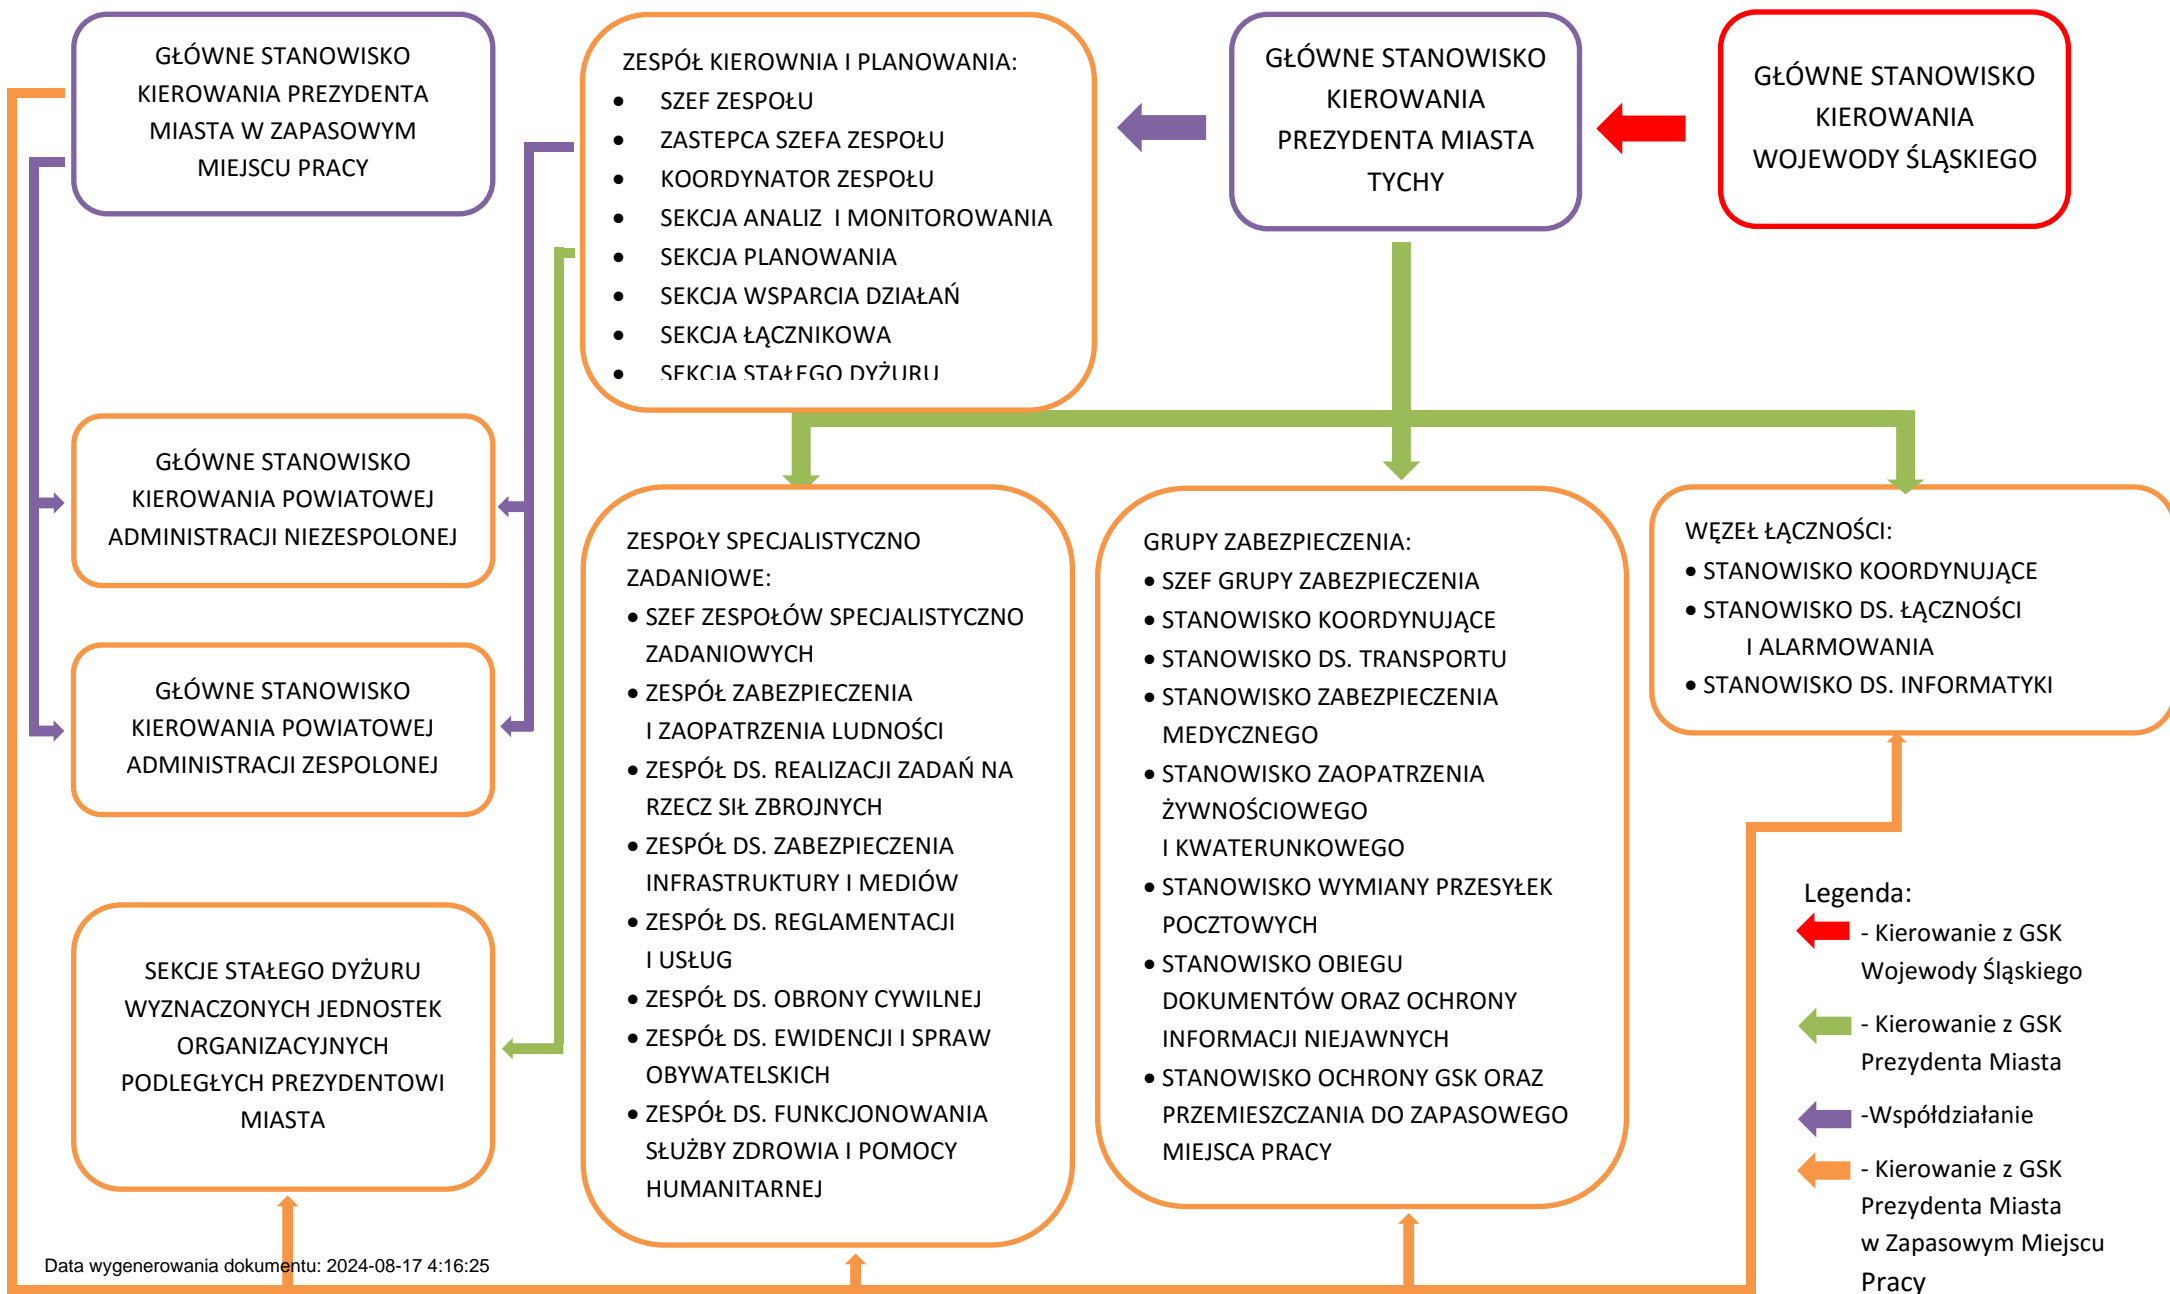 GŁÓWNE STANOWISKO
KIEROWANIA PREZYDENTA
MIASTA W ZAPASOWYM
MIEJSCU PRACY
ZESPÓŁ KIEROWNIA I PLANOWANIA:
• SZEF ZESPOŁU
• ZASTEPCA SZEFA ZESPOŁU
• KOORDYNATOR ZESPOŁU
• SEKCJA ANALIZ I MONITOROWANIA
• SEKCJA PLANOWANIA
• SEKCJA WSPARCIA DZIAŁAŃ
• SEKCJA ŁĄCZNIKOWA
• SEKCJA STAŁEGO DYŻURU
GŁÓWNE STANOWISKO
KIEROWANIA
PREZYDENTA MIASTA
TYCHY
GŁÓWNE STANOWISKO
KIEROWANIA
WOJEWODY ŚLĄSKIEGO
GŁÓWNE STANOWISKO
KIEROWANIA POWIATOWEJ
ADMINISTRACJI NIEZESPOLONEJ
GŁÓWNE STANOWISKO
KIEROWANIA POWIATOWEJ
ADMINISTRACJI ZESPOLONEJ
SEKCJE STAŁEGO DYŻURU
WYZNACZONYCH JEDNOSTEK
ORGANIZACYJNYCH
PODLEGŁYCH PREZYDENTOWI
MIASTA
ZESPOŁY SPECJALISTYCZNO
ZADANIOWE:
• SZEF ZESPOŁÓW SPECJALISTYCZNO
ZADANIOWYCH
• ZESPÓŁ ZABEZPIECZENIA
I ZAOPATRZENIA LUDNOŚCI
• ZESPÓŁ DS. REALIZACJI ZADAŃ NA
RZECZ SIŁ ZBROJNYCH
• ZESPÓŁ DS. ZABEZPIECZENIA
INFRASTRUKTURY I MEDIÓW
• ZESPÓŁ DS. REGLAMENTACJI
I USŁUG
• ZESPÓŁ DS. OBRONY CYWILNEJ
• ZESPÓŁ DS. EWIDENCJI I SPRAW
OBYWATELSKICH
• ZESPÓŁ DS. FUNKCJONOWANIA
SŁUŻBY ZDROWIA I POMOCY
HUMANITARNEJ
GRUPY ZABEZPIECZENIA:
• SZEF GRUPY ZABEZPIECZENIA
• STANOWISKO KOORDYNUJĄCE
• STANOWISKO DS. TRANSPORTU
• STANOWISKO ZABEZPIECZENIA
MEDYCZNEGO
• STANOWISKO ZAOPATRZENIA
ŻYWNOŚCIOWEGO
I KWATERUNKOWEGO
• STANOWISKO WYMIANY PRZESYŁEK
POCZTOWYCH
• STANOWISKO OBIEGU
DOKUMENTÓW ORAZ OCHRONY
INFORMACJI NIEJAWNYCH
• STANOWISKO OCHRONY GSK ORAZ
PRZEMIESZCZANIA DO ZAPASOWEGO
MIEJSCA PRACY
WĘZEŁ ŁĄCZNOŚCI:
• STANOWISKO KOORDYNUJĄCE
• STANOWISKO DS. ŁĄCZNOŚCI
I ALARMOWANIA
• STANOWISKO DS. INFORMATYKI
Legenda:
- Kierowanie z GSK
Wojewody Śląskiego
- Kierowanie z GSK
Prezydenta Miasta
-Współdziałanie
- Kierowanie z GSK
Prezydenta Miasta
w Zapasowym Miejscu
Pracy
Data wygenerowania dokumentu: 2024-08-17 4:16:25